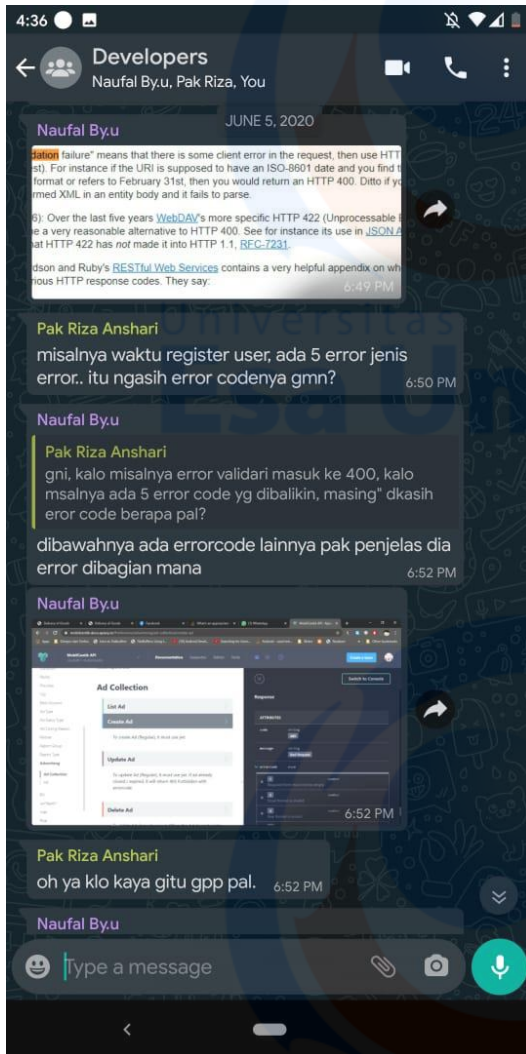 4:36
Developers
Naufal By.u, Pak Riza, You
JUNE 5, 2020
Naufal By.u
dation failure" means that there is some client error in the request, then use HTT
est). For instance if the URI is supposed to have an ISO-8601 date and you find t
format or refers to February 31st, then you would return an HTTP 400. Ditto if yo
rmed XML in an entity body and it fails to parse.
6): Over the last five years WebDAV's more specific HTTP 422 (Unprocessable
e a very reasonable alternative to HTTP 400. See for instance its use in JSON A
at HTTP 422 has not made it into HTTP 1.1, RFC-7231.
dson and Ruby's RESTful Web Services contains a very helpful appendix on wh
rious HTTP response codes. They say:
6:49 PM
Universitas
Esa Un
Pak Riza Anshari
misalnya waktu register user, ada 5 error jenis
error.. itu ngasih error codenya gmn?
6:50 PM
Naufal By.u
Pak Riza Anshari
gni, kalo misalnya error validari masuk ke 400, kalo
msalnya ada 5 error code yg dibalikin, masing" dkasih
eror code berapa pal?
dibawahnya ada errorcode lainnya pak penjelas dia
error dibagian mana
6:52 PM
Naufal By.u
Ad Collection
List Ad
Create Ad
Update Ad
Delete Ad
Switch to Console
Response
ATTRIBUTES
6:52 PM
Pak Riza Anshari
oh ya klo kaya gitu gpp pal.
6:52 PM
Naufal By.u
Type a message